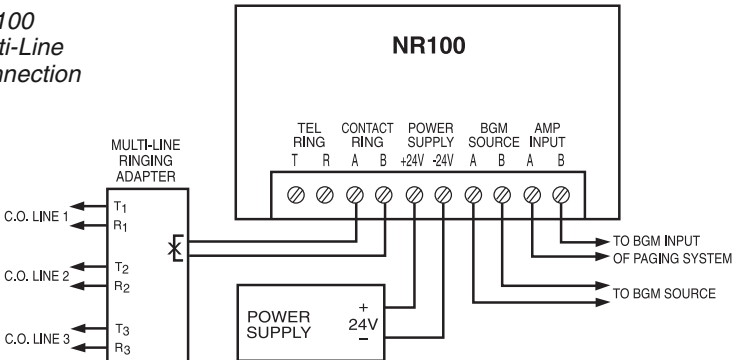 100
ti-Line
nnection
NR100
TEL RING
CONTACT RING
POWER SUPPLY
BGM SOURCE
AMP INPUT
T R A B +24V -24V A B A B
MULTI-LINE
RINGING
ADAPTER
C.O. LINE 1
T1
R1
C.O. LINE 2
T2
R2
C.O. LINE 3
T3
R3
POWER
SUPPLY
+
24V
–
TO BGM INPUT
OF PAGING SYSTEM
TO BGM SOURCE